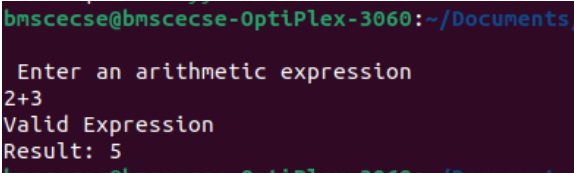 bmscecse@bmscecse-OptiPlex-3060:~/Documents/
Enter an arithmetic expression
2+3
Valid Expression
Result: 5